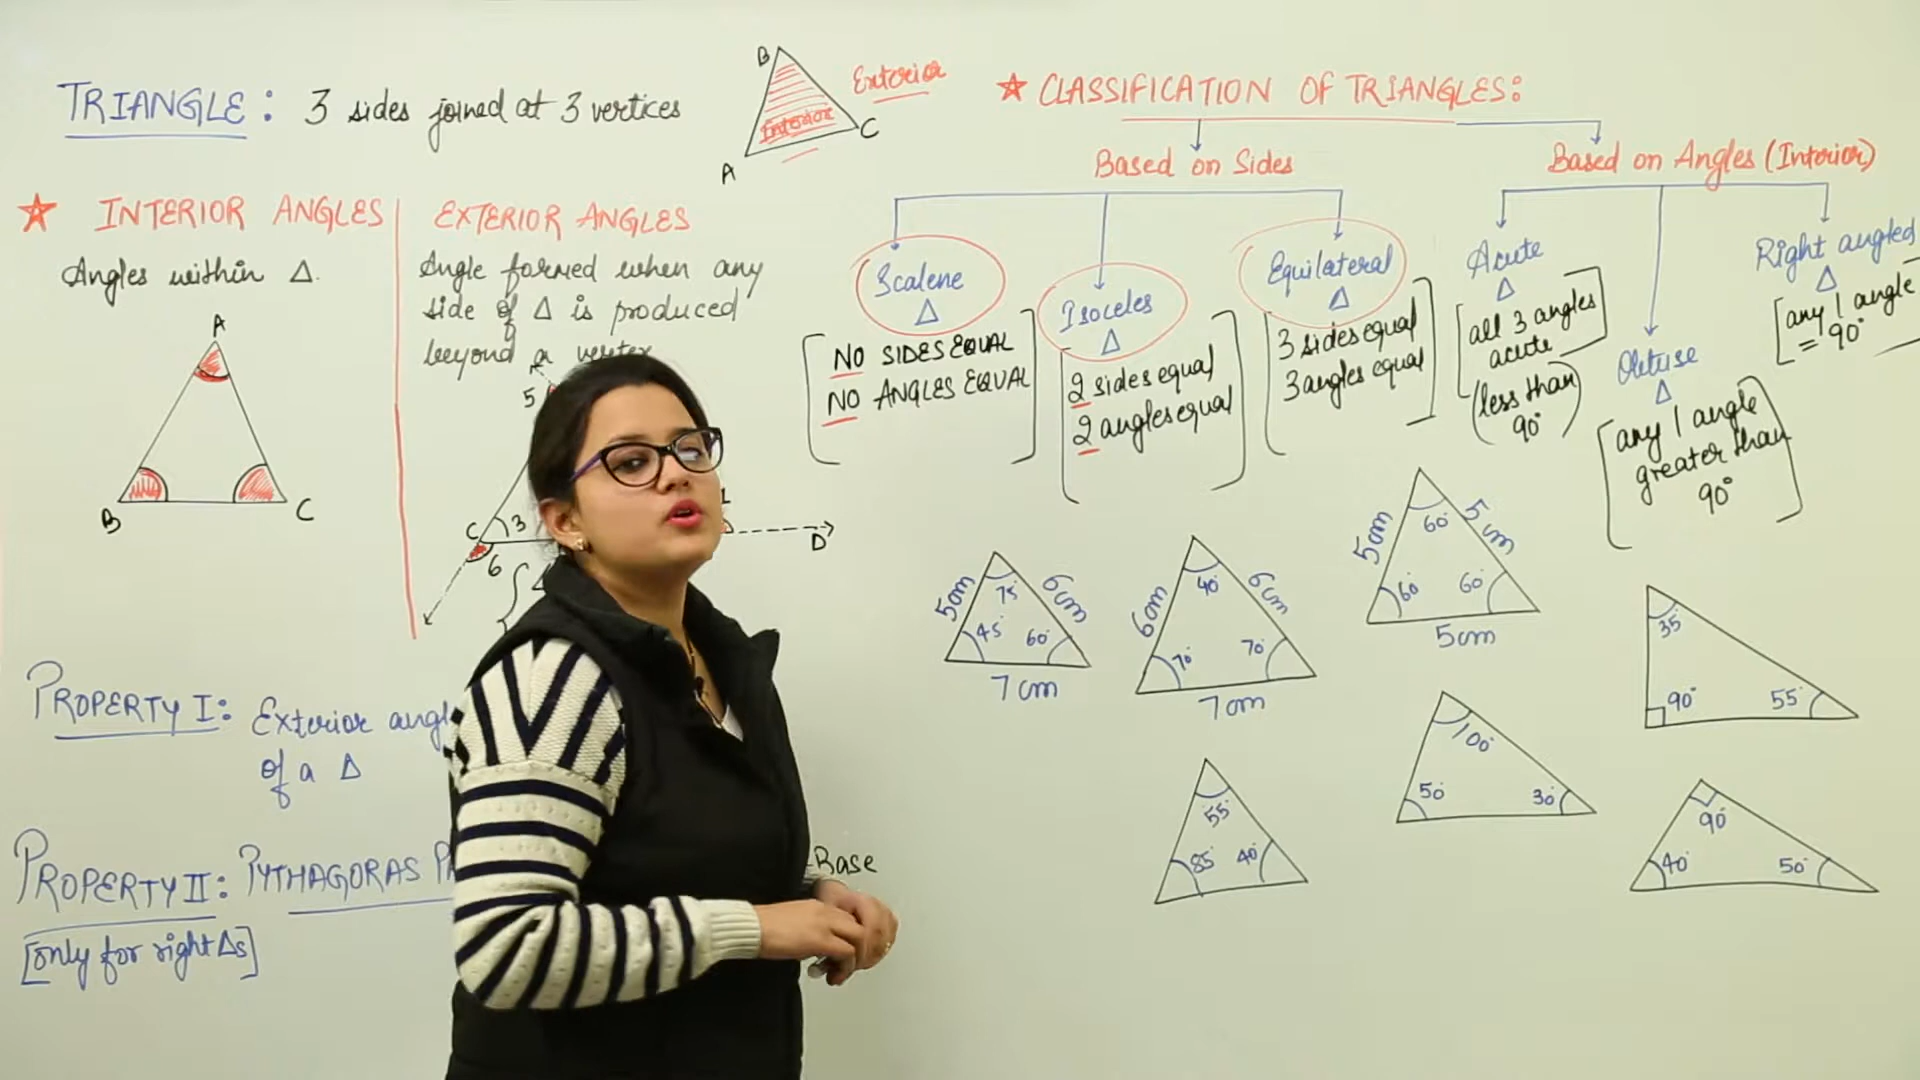 TRIANGLE: 3 sides joined at 3 vertices
B
Exterior
Interior
A
C
★ INTERIOR ANGLES
Angles within Δ.
A
B
C
EXTERIOR ANGLES
Angle formed when any
side of Δ is produced
beyond a vertex
5
C
3
6
D
PROPERTY I: Exterior angl
of a Δ
PROPERTY II: PYTHAGORAS
[only for right Δs]
Base
★ CLASSIFICATION OF TRIANGLES:
Based on Sides
Scalene
Δ
NO SIDES EQUAL
NO ANGLES EQUAL
Isoceles
Δ
2 sides equal
2 angles equal
Equilateral
Δ
3 sides equal
3 angles equal
Based on Angles (Interior)
Acute
Δ
all 3 angles
acute
(less than
90°)
Obtuse
Δ
any 1 angle
greater than
90°
Right angled
Δ
any 1 angle
= 90°
5cm
6cm
75°
45°
60°
7cm
6cm
6cm
40°
70°
70°
7cm
5cm
5cm
60°
60°
60°
5cm
35°
90°
55°
55°
85°
40°
100°
50°
30°
90°
40°
50°